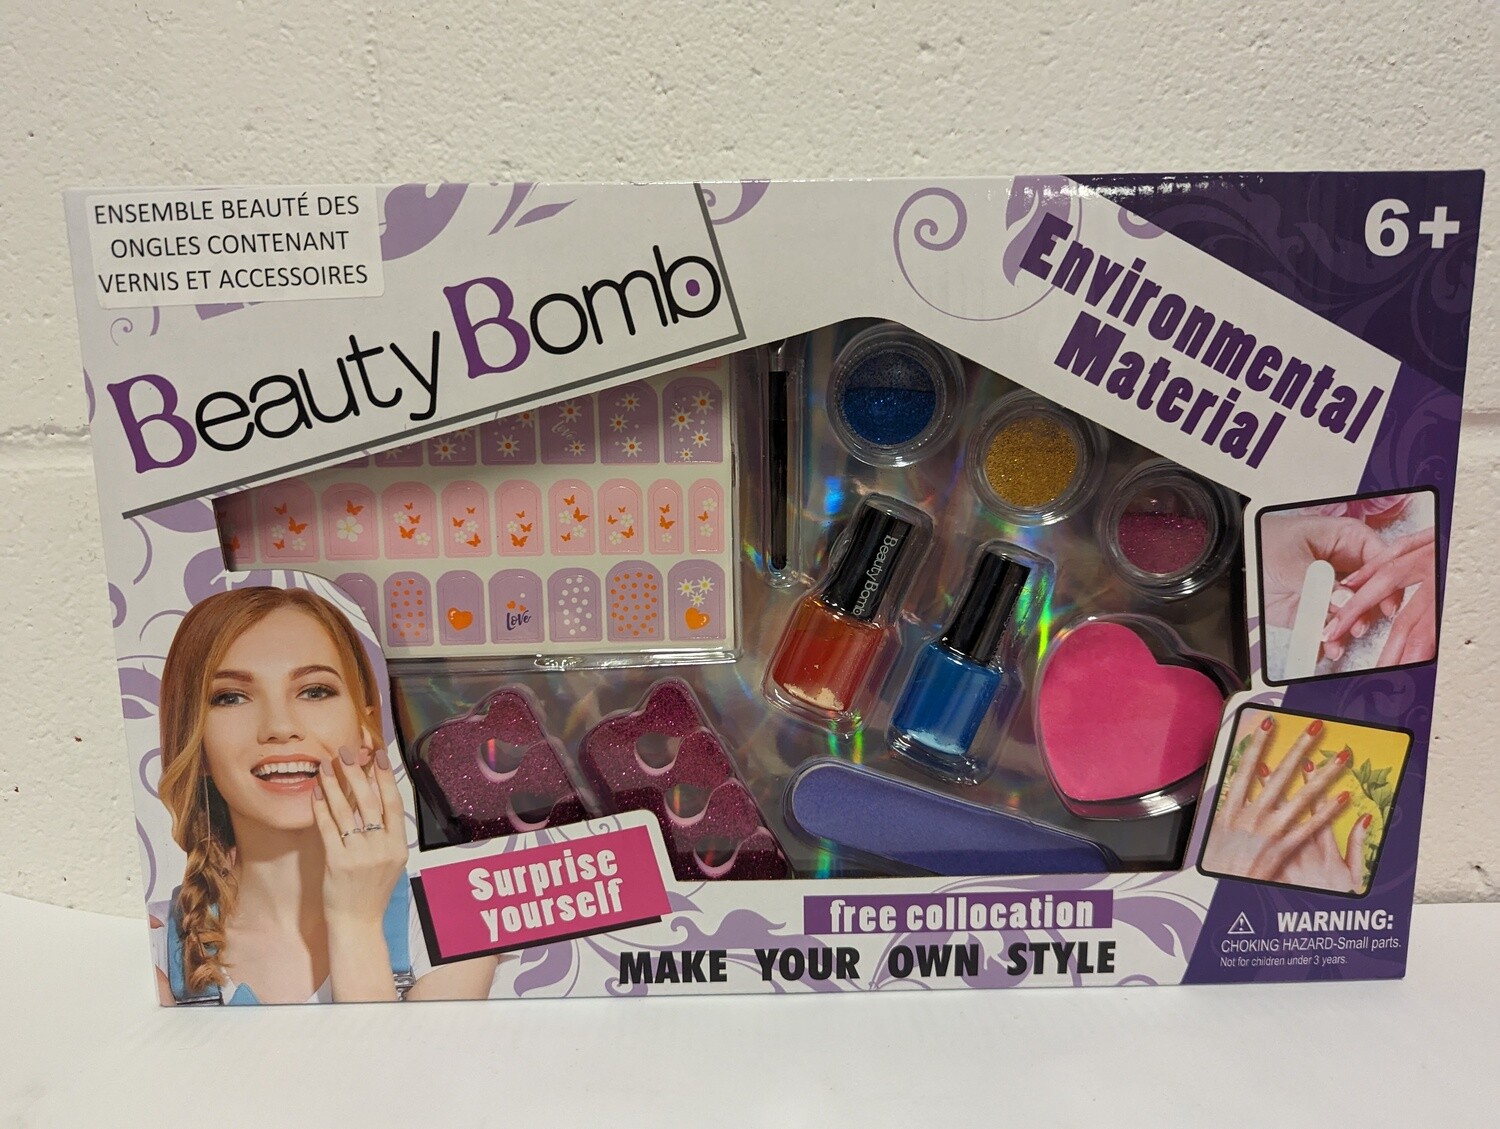 ENSEMBLE BEAUTÉ DES
ONGLES CONTENANT
VERNIS ET ACCESSOIRES
Beauty Bomb
Environmental
Material
6+
Love
Love
BeautyBomb
Surprise
yourself
free collocation
MAKE YOUR OWN STYLE
WARNING:
CHOKING HAZARD-Small parts.
Not for children under 3 years.